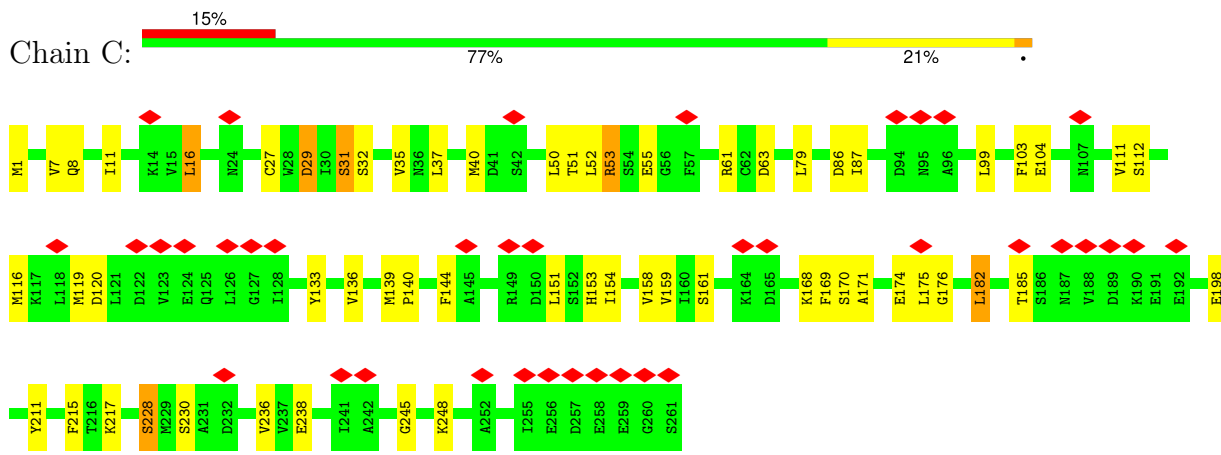 15%
Chain C:
77% 21% •
M1 V7 Q8 I11 K14 V15 L16 N24 C27 W28 D29 I30 S31 S32 V35 N36 L37 M40 D41 S42 L50 T51 L52 R53 S54 E55 G56 F57 R61 C62 D63 L79 D86 I87 D94 N95 A96 L99 F103 E104 N107 V111 S112
M116 K117 L118 M119 D120 L121 D122 V123 E124 Q125 L126 G127 I128 Y133 V136 M139 P140 F144 A145 R149 D150 L151 S152 H153 I154 V158 V159 I160 S161 K164 D165 K168 F169 S170 A171 E174 L175 G176 L182 T185 S186 N187 V188 D189 K190 E191 E192 E198
Y211 F215 T216 K217 S228 M229 S230 A231 D232 V236 V237 E238 I241 A242 G245 K248 A252 I255 E256 D257 E258 E259 G260 S261